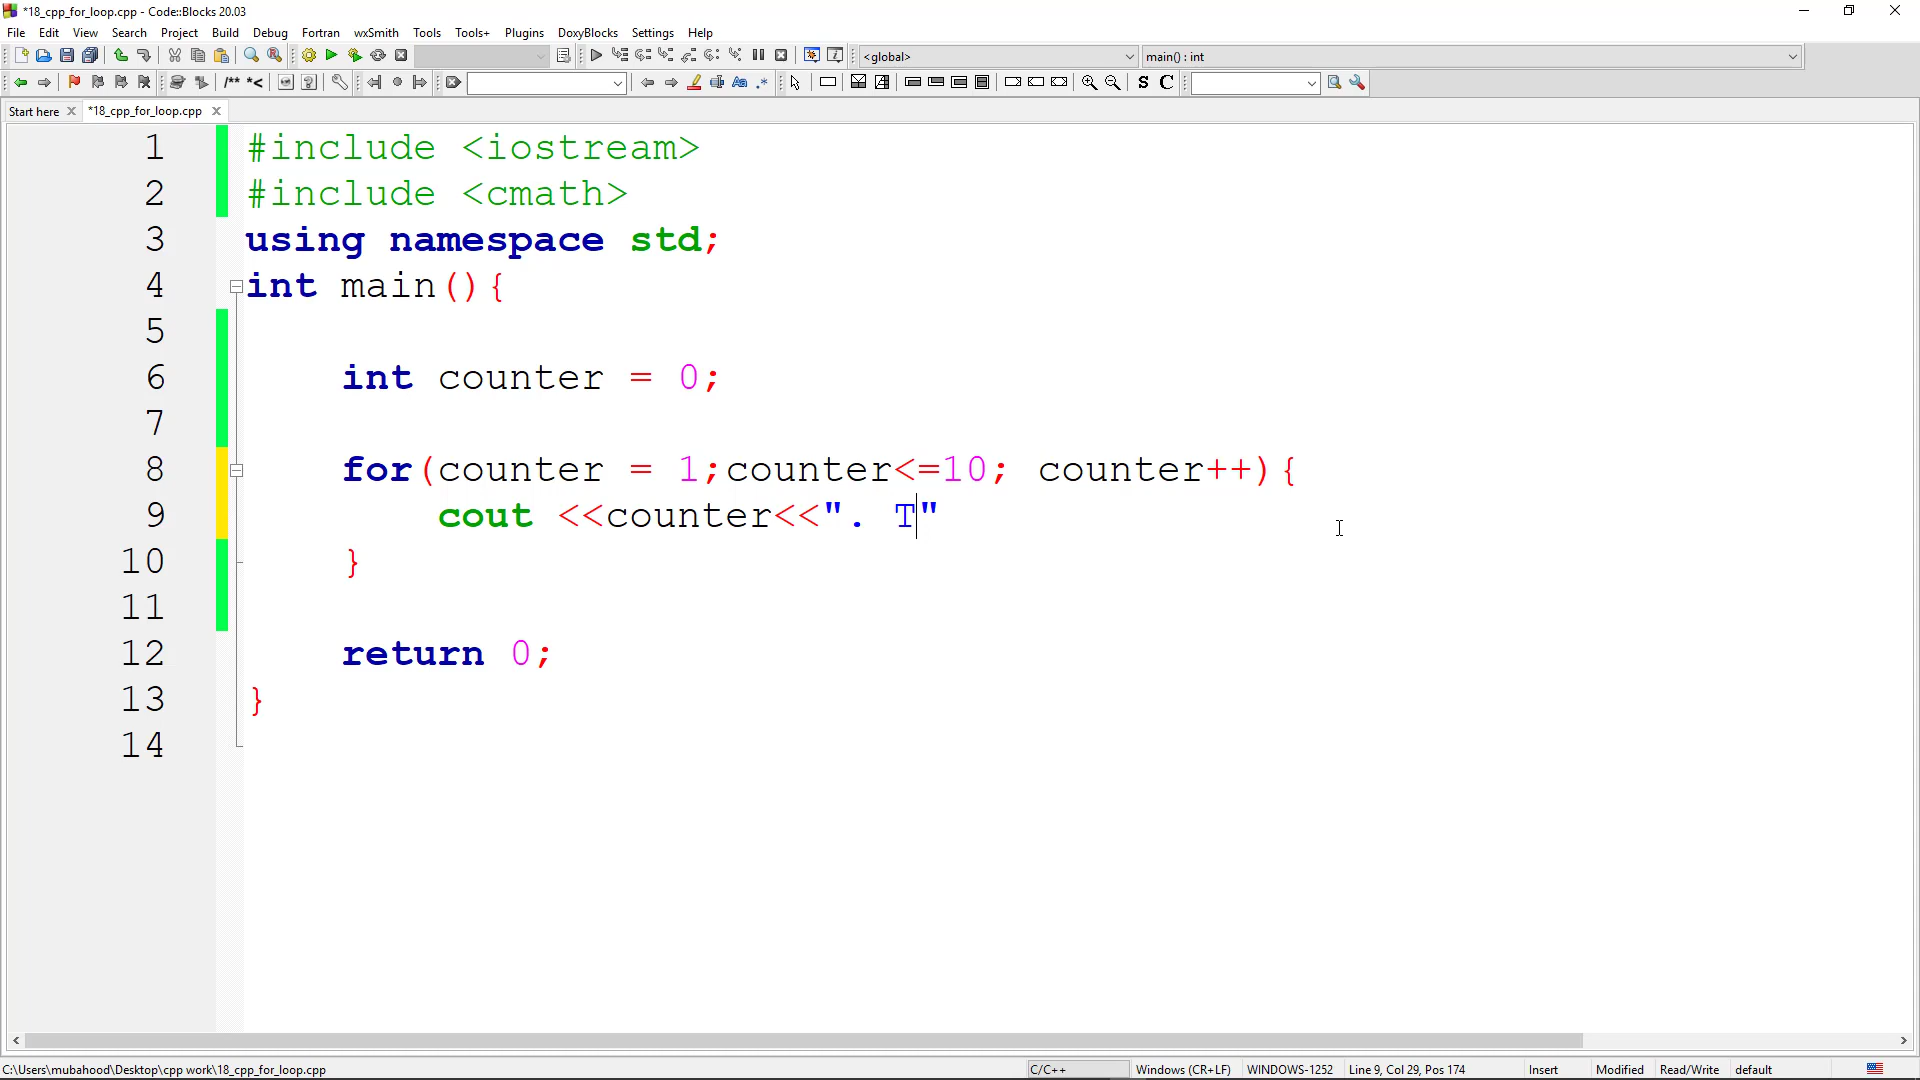 *18_cpp_for_loop.cpp - Code::Blocks 20.03
File Edit View Search Project Build Debug Fortran wxSmith Tools Tools+ Plugins DoxyBlocks Settings Help
<global> main() : int
/** *<
S C
Start here *18_cpp_for_loop.cpp
1 #include <iostream>
2 #include <cmath>
3 using namespace std;
4 int main(){
5
6 int counter = 0;
7
8 for(counter = 1;counter<=10; counter++){
9 cout <<counter<<". T"
10 }
11
12 return 0;
13 }
14
C:\Users\mubahood\Desktop\cpp work\18_cpp_for_loop.cpp C/C++ Windows (CR+LF) WINDOWS-1252 Line 9, Col 29, Pos 174 Insert Modified Read/Write default